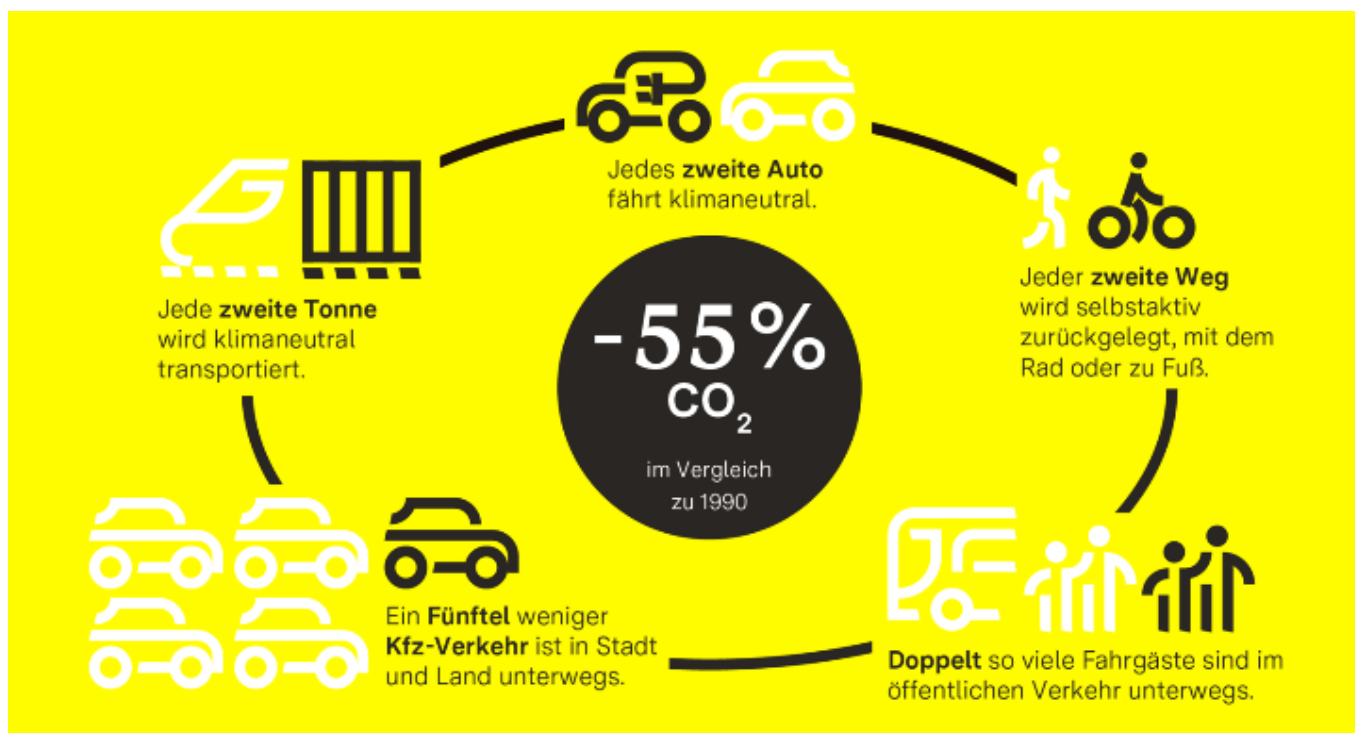 Jedes zweite Auto
fährt klimaneutral.
Jeder zweite Weg
wird selbstaktiv
zurückgelegt, mit dem
Rad oder zu Fuß.
Jede zweite Tonne
wird klimaneutral
transportiert.
-55%
CO₂
im Vergleich
zu 1990
Ein Fünftel weniger
Kfz-Verkehr ist in Stadt
und Land unterwegs.
Doppelt so viele Fahrgäste sind im
öffentlichen Verkehr unterwegs.